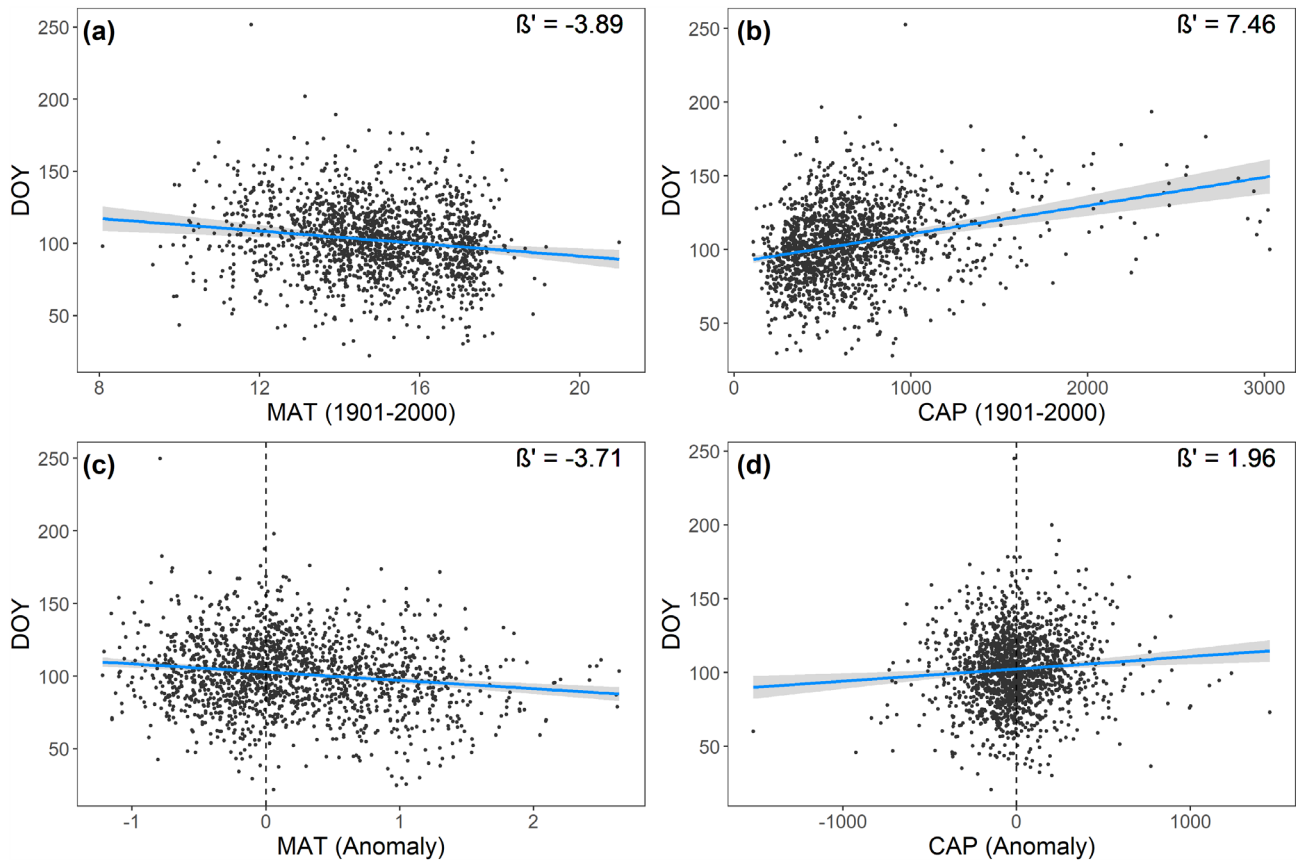 (a)
ß' = -3.89
250
200
150
100
50
DOY
8
12
16
20
MAT (1901-2000)
(b)
ß' = 7.46
250
200
150
100
50
DOY
0
1000
2000
3000
CAP (1901-2000)
(c)
ß' = -3.71
250
200
150
100
50
DOY
-1
0
1
2
MAT (Anomaly)
(d)
ß' = 1.96
250
200
150
100
50
DOY
-1000
0
1000
CAP (Anomaly)